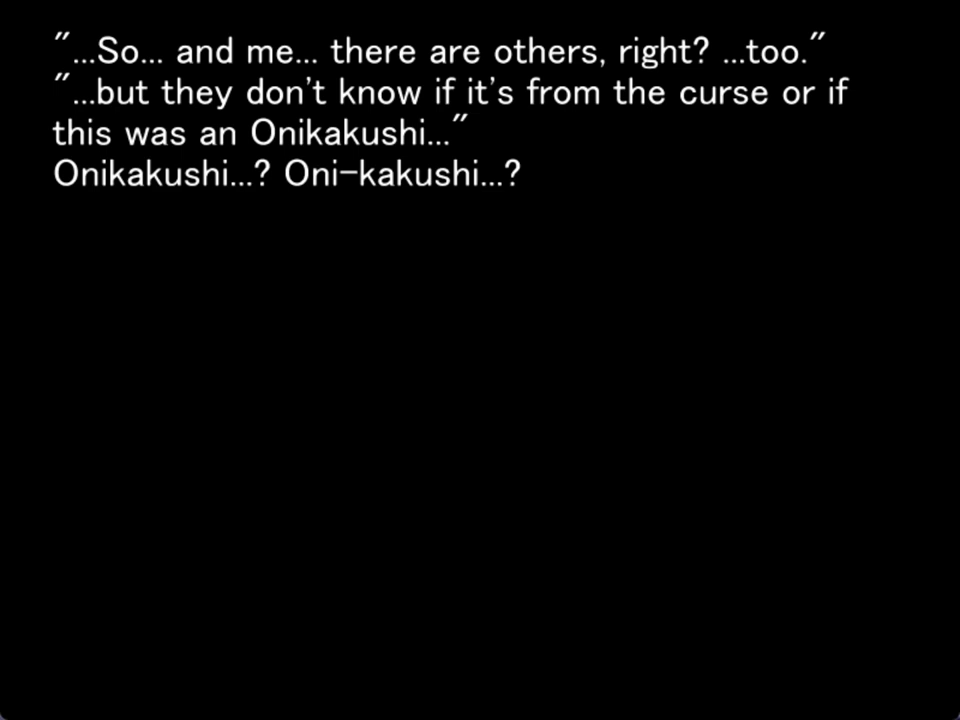 "...So... and me... there are others, right? ...too."
"...but they don't know if it's from the curse or if
this was an Onikakushi..."
Onikakushi...? Oni-kakushi...?